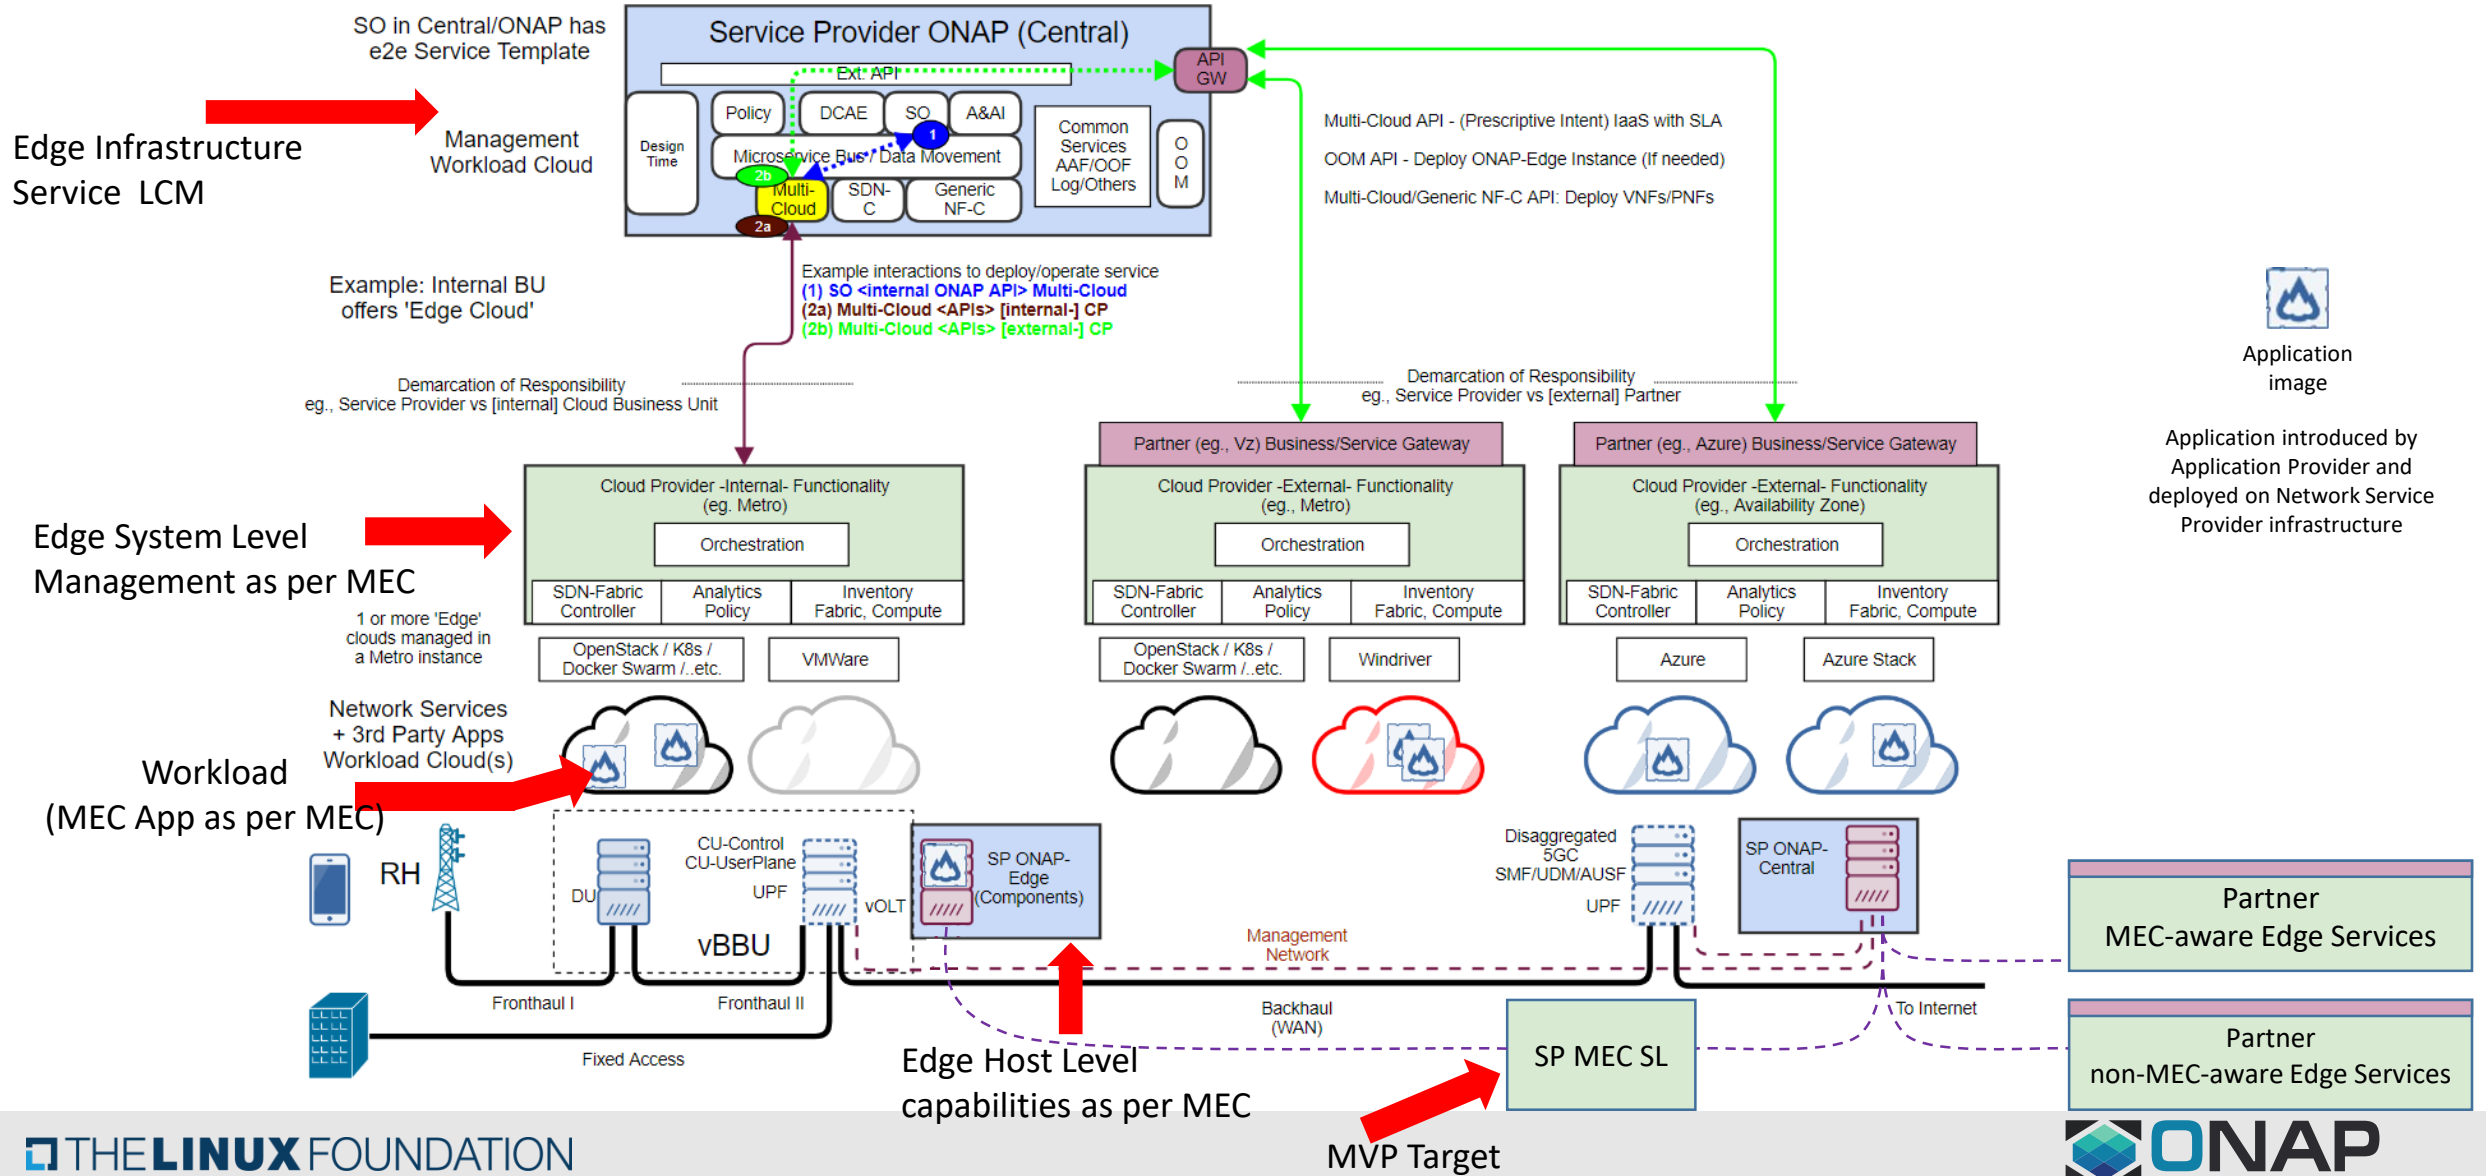 SO in Central/ONAP has
e2e Service Template
Service Provider ONAP (Central)
API
GW
Ext. API
Policy
DCAE
SO
A&AI
1
Design
Time
Microservice Bus / Data Movement
2b
Multi-
Cloud
2a
SDN-
C
Generic
NF-C
Common
Services
AAF/OOF
Log/Others
O
O
M
Edge Infrastructure
Service LCM
Management
Workload Cloud
Multi-Cloud API - (Prescriptive Intent) IaaS with SLA
OOM API - Deploy ONAP-Edge Instance (If needed)
Multi-Cloud/Generic NF-C API: Deploy VNFs/PNFs
Example: Internal BU
offers 'Edge Cloud'
Example interactions to deploy/operate service
(1) SO <internal ONAP API> Multi-Cloud
(2a) Multi-Cloud <APIs> [internal-] CP
(2b) Multi-Cloud <APIs> [external-] CP
Application
image
Application introduced by
Application Provider and
deployed on Network Service
Provider infrastructure
Demarcation of Responsibility
eg., Service Provider vs [internal] Cloud Business Unit
Demarcation of Responsibility
eg., Service Provider vs [external] Partner
Partner (eg., Vz) Business/Service Gateway
Partner (eg., Azure) Business/Service Gateway
Edge System Level
Management as per MEC
Cloud Provider -Internal- Functionality
(eg. Metro)
Orchestration
SDN-Fabric
Controller
Analytics
Policy
Inventory
Fabric, Compute
Cloud Provider -External- Functionality
(eg., Metro)
Orchestration
SDN-Fabric
Controller
Analytics
Policy
Inventory
Fabric, Compute
Cloud Provider -External- Functionality
(eg., Availability Zone)
Orchestration
SDN-Fabric
Controller
Analytics
Policy
Inventory
Fabric, Compute
1 or more 'Edge'
clouds managed in
a Metro instance
OpenStack / K8s /
Docker Swarm /..etc.
VMWare
OpenStack / K8s /
Docker Swarm /..etc.
Windriver
Azure
Azure Stack
Network Services
+ 3rd Party Apps
Workload Cloud(s)
Workload
(MEC App as per MEC)
RH
DU
CU-Control
CU-UserPlane
UPF
vOLT
vBBU
SP ONAP-
Edge
(Components)
Disaggregated
5GC
SMF/UDM/AUSF
UPF
SP ONAP-
Central
Management
Network
Partner
MEC-aware Edge Services
Fronthaul I
Fronthaul II
Backhaul
(WAN)
To Internet
Fixed Access
Edge Host Level
capabilities as per MEC
SP MEC SL
Partner
non-MEC-aware Edge Services
MVP Target
THE LINUX FOUNDATION
ONAP